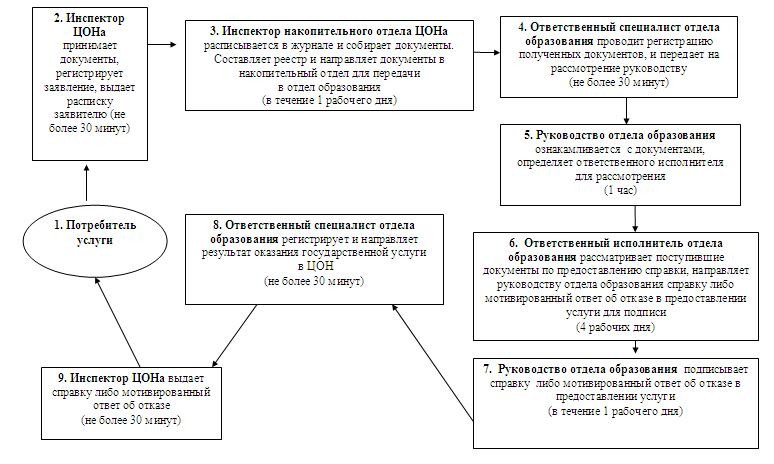 1. Потребитель
услуги
2. Инспектор
ЦОНа
принимает
документы,
регистрирует
заявление, выдает
расписку
заявителю (не
более 30 минут)
3. Инспектор накопительного отдела ЦОНа
расписывается в журнале и собирает документы.
Составляет реестр и направляет документы в
накопительный отдел для передачи
в отдел образования
(в течение 1 рабочего дня)
4. Ответственный специалист отдела
образования проводит регистрацию
полученных документов, и передает на
рассмотрение руководству
(не более 30 минут)
5. Руководство отдела образования
ознакамливается с документами,
определяет ответственного исполнителя
для рассмотрения
(1 час)
6. Ответственный исполнитель отдела
образования рассматривает поступившие
документы по предоставлению справки, направляет
руководству отдела образования справку либо
мотивированный ответ об отказе в предоставлении
услуги для подписи
(4 рабочих дня)
7. Руководство отдела образования подписывает
справку либо мотивированный ответ об отказе в
предоставлении услуги
(в течение 1 рабочего дня)
8. Ответственный специалист отдела
образования регистрирует и направляет
результат оказания государственной услуги
в ЦОН
(не более 30 минут)
9. Инспектор ЦОНа выдает
справку либо мотивированный
ответ об отказе
(не более 30 минут)